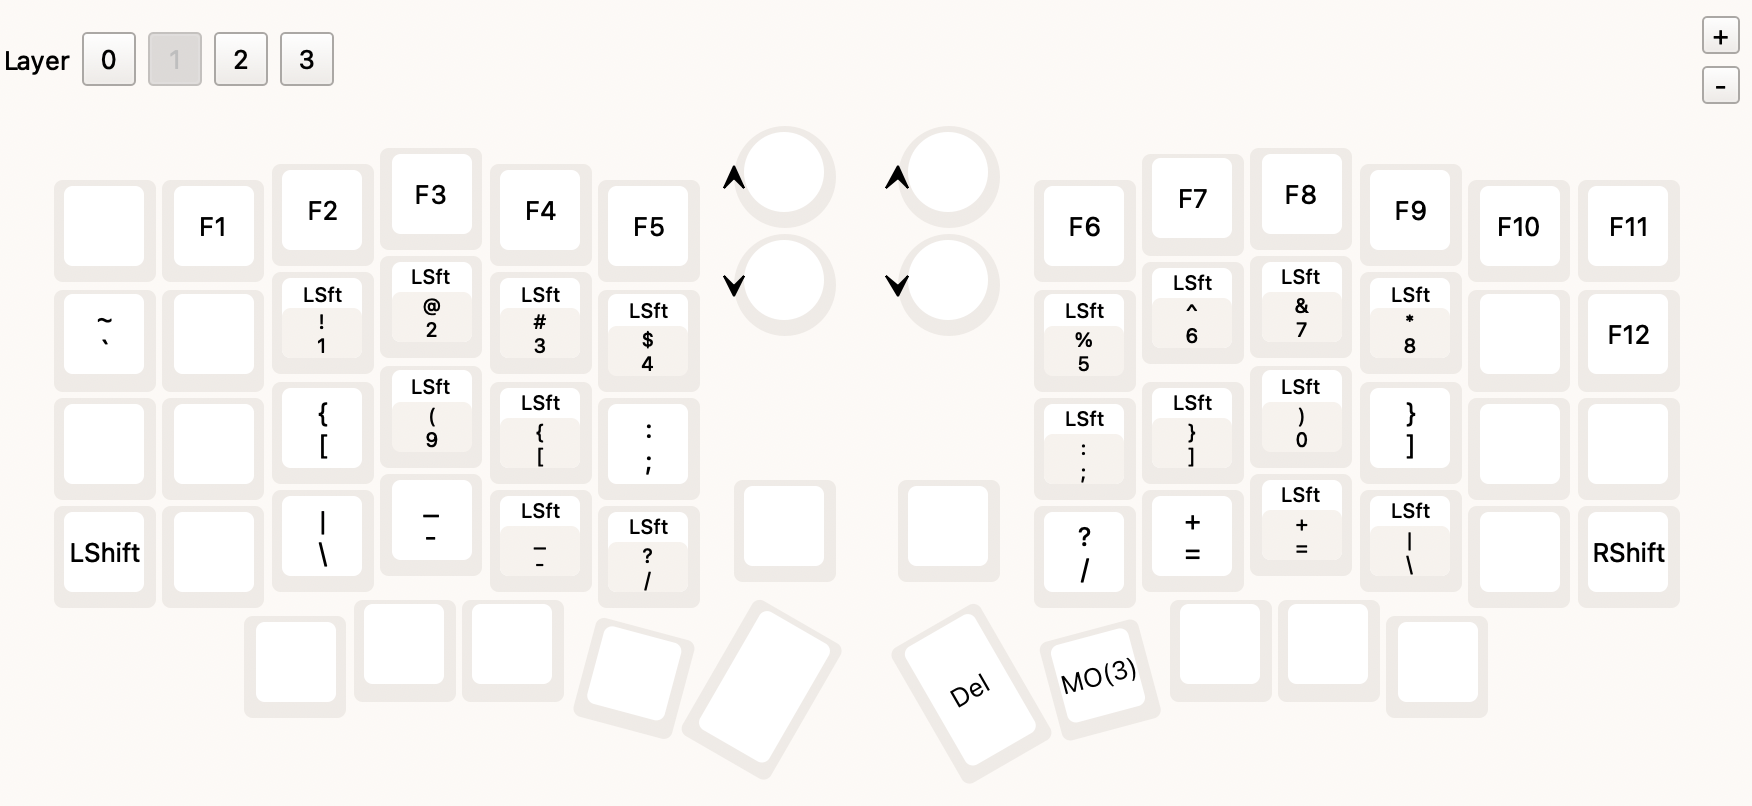 Layer 0 1 2 3
+
-
F1 F2 F3 F4 F5 F6 F7 F8 F9 F10 F11
~
`
LSft
!
1
LSft
@
2
LSft
#
3
LSft
$
4
LSft
%
5
LSft
^
6
LSft
&
7
LSft
*
8
F12
{
[
LSft
(
9
LSft
{
[
:
;
LSft
:
;
LSft
}
]
LSft
)
0
}
]
LShift
|
\
_
-
LSft
_
-
LSft
?
/
?
/
+
=
LSft
+
=
LSft
|
\
RShift
Del
MO(3)